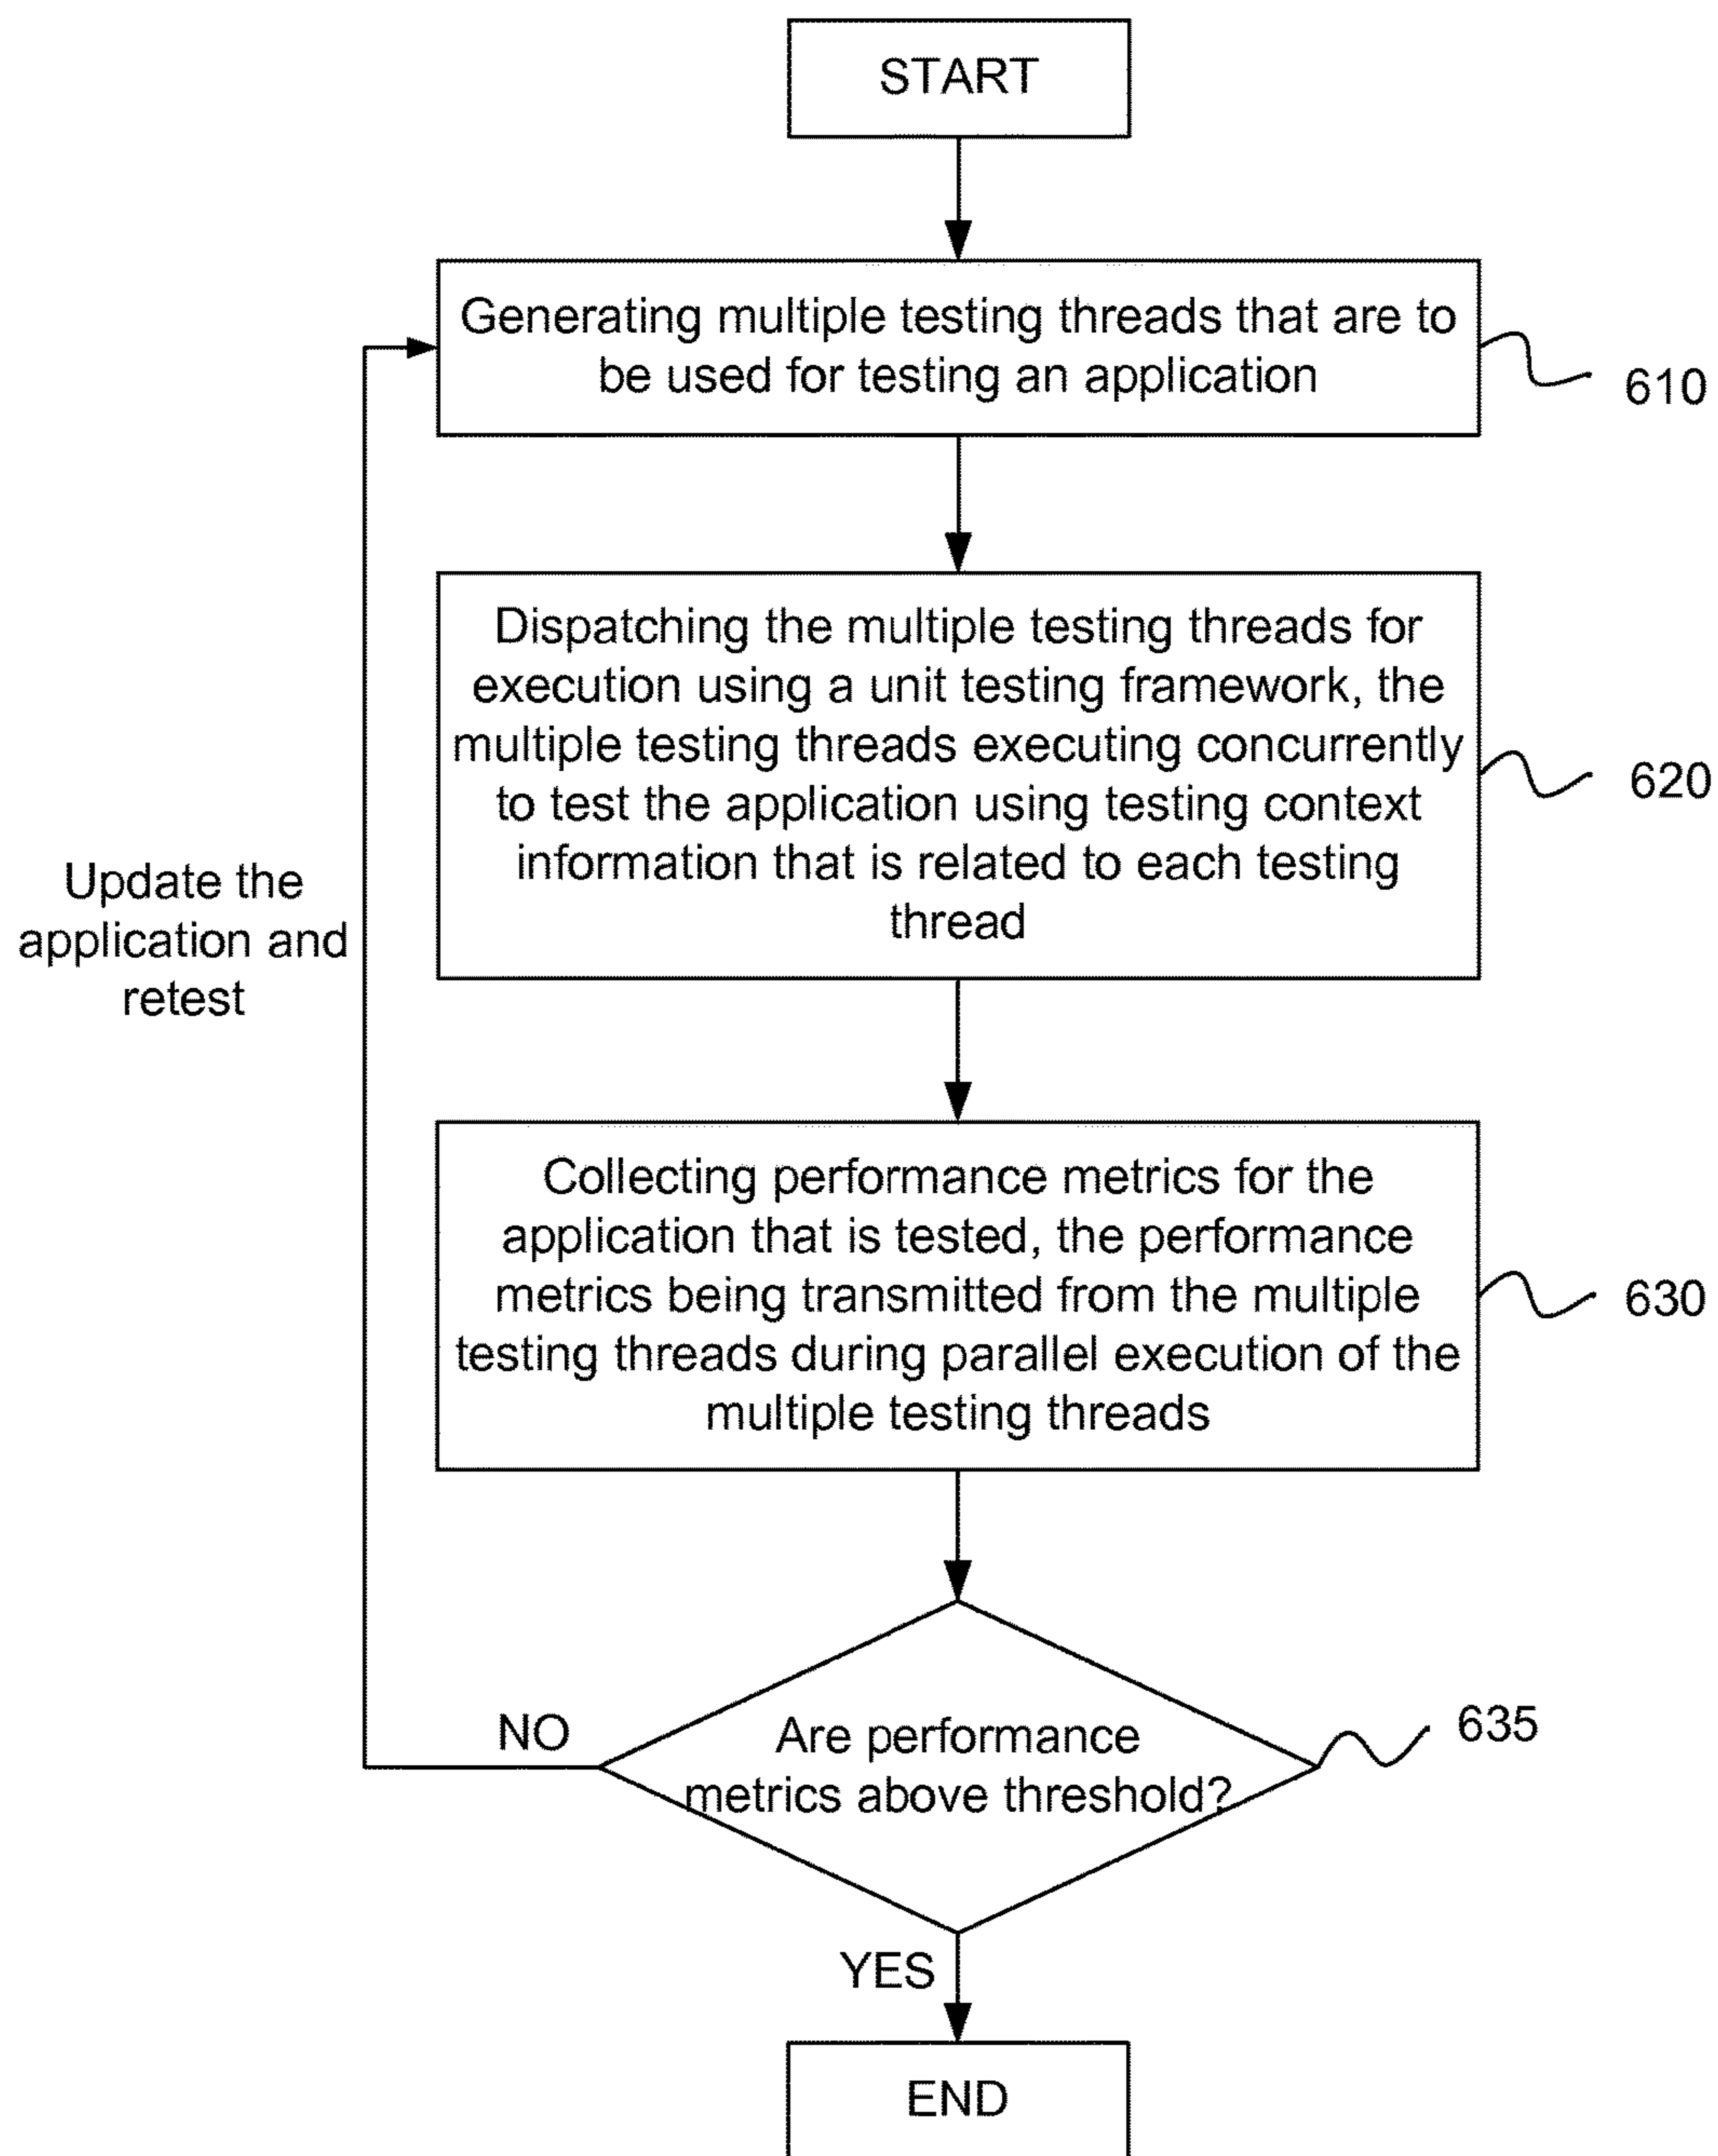 START
Generating multiple testing threads that are to
be used for testing an application
610
Dispatching the multiple testing threads for
execution using a unit testing framework, the
multiple testing threads executing concurrently
to test the application using testing context
information that is related to each testing
thread
620
Update the
application and
retest
Collecting performance metrics for the
application that is tested, the performance
metrics being transmitted from the multiple
testing threads during parallel execution of the
multiple testing threads
630
NO
Are performance
metrics above threshold?
635
YES
END